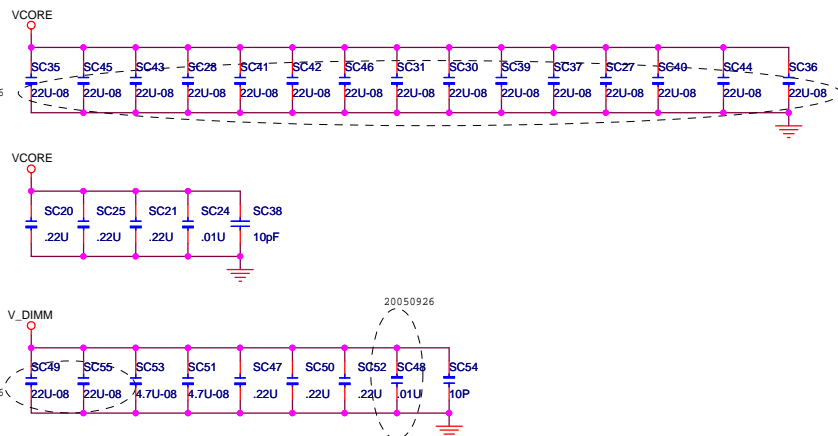 VCORE
SC35 SC45 SC43 SC28 SC41 SC42 SC46 SC31 SC30 SC39 SC37 SC27 SC40 SC44 SC36
6 22U-08 22U-08 22U-08 22U-08 22U-08 22U-08 22U-08 22U-08 22U-08 22U-08 22U-08 22U-08 22U-08 22U-08 22U-08
VCORE
SC20 SC25 SC21 SC24 SC38
.22U .22U .22U .01U 10pF
20050926
V_DIMM
SC49 SC55 SC53 SC51 SC47 SC50 SC52 SC48 SC54
6 22U-08 22U-08 4.7U-08 4.7U-08 .22U .22U .22U .01U 10P